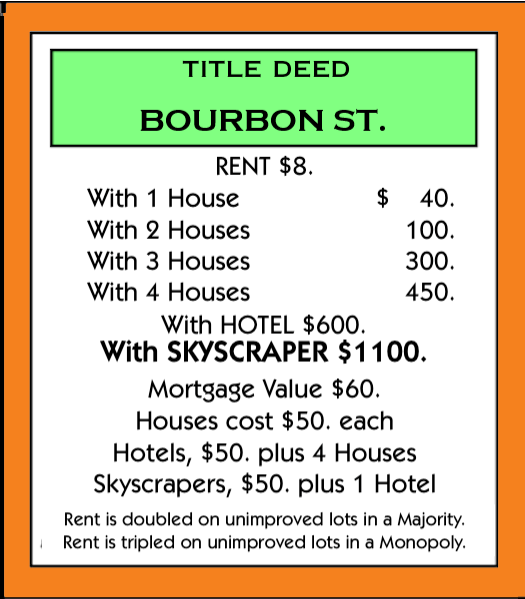 TITLE DEED
BOURBON ST.
RENT $8.
With 1 House $ 40.
With 2 Houses 100.
With 3 Houses 300.
With 4 Houses 450.
With HOTEL $600.
With SKYSCRAPER $1100.
Mortgage Value $60.
Houses cost $50. each
Hotels, $50. plus 4 Houses
Skyscrapers, $50. plus 1 Hotel
Rent is doubled on unimproved lots in a Majority.
Rent is tripled on unimproved lots in a Monopoly.